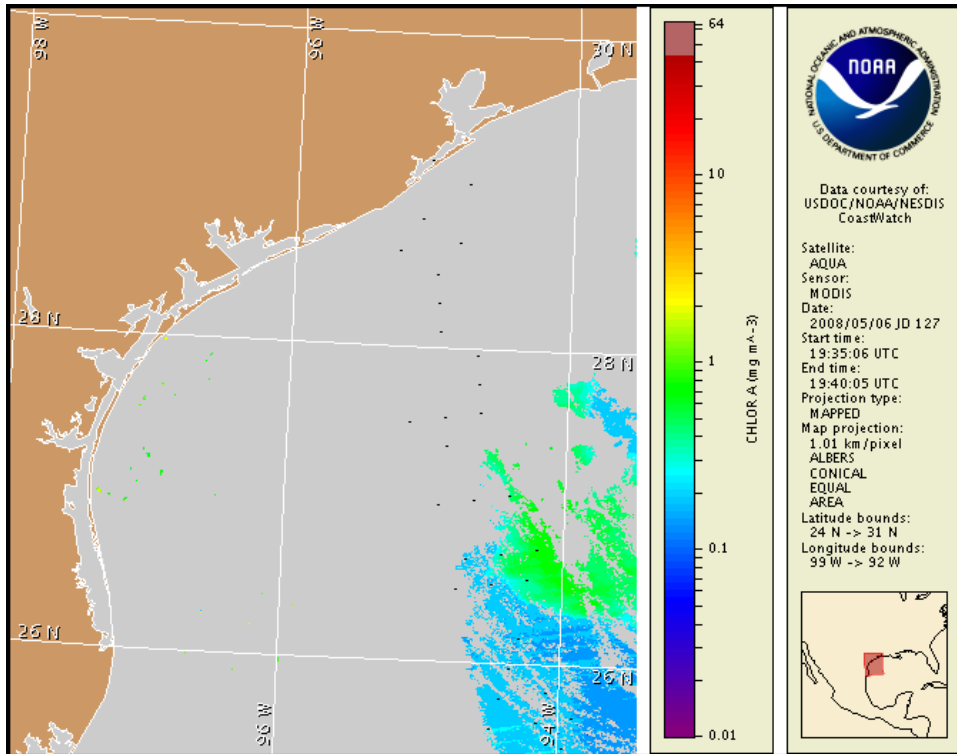 98 W
96 W
30 N
28 N
28 N
26 N
26 N
96 W
94 W
64
10
1
0.1
0.01
CHLOR A (mg m^-3)
NATIONAL OCEANIC AND ATMOSPHERIC ADMINISTRATION
NOAA
U.S. DEPARTMENT OF COMMERCE
Data courtesy of:
USDOC/NOAA/NESDIS
CoastWatch
Satellite:
AQUA
Sensor:
MODIS
Date:
2008/05/06 JD 127
Start time:
19:35:06 UTC
End time:
19:40:05 UTC
Projection type:
MAPPED
Map projection:
1.01 km/pixel
ALBERS
CONICAL
EQUAL
AREA
Latitude bounds:
24 N -> 31 N
Longitude bounds:
99 W -> 92 W